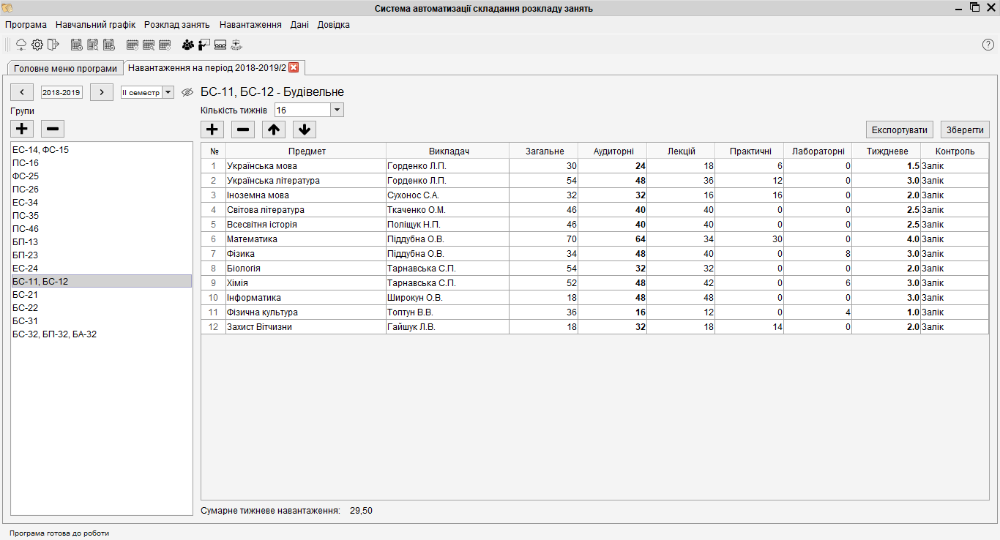 Система автоматизації складання розкладу занять
Програма Навчальний графік Розклад занять Навантаження Дані Довідка
Головне меню програми Навантаження на період 2018-2019/2
2018-2019 II семестр БС-11, БС-12 - Будівельне
Групи Кількість тижнів 16
Експортувати Зберегти
ЕС-14, ФС-15
ПС-16
ФС-25
ПС-26
ЕС-34
ПС-35
ПС-46
БП-13
БП-23
ЕС-24
БС-11, БС-12
БС-21
БС-22
БС-31
БС-32, БП-32, БА-32
№ Предмет Викладач Загальне Аудиторні Лекцій Практичні Лабораторні Тиждневе Контроль
1 Українська мова Горденко Л.П. 30 24 18 6 0 1.5 Залік
2 Українська література Горденко Л.П. 54 48 36 12 0 3.0 Залік
3 Іноземна мова Сухонос С.А. 32 32 16 16 0 2.0 Залік
4 Світова література Ткаченко О.М. 46 40 40 0 0 2.5 Залік
5 Всесвітня історія Поліщук Н.П. 46 40 40 0 0 2.5 Залік
6 Математика Піддубна О.В. 70 64 34 30 0 4.0 Залік
7 Фізика Піддубна О.В. 34 48 40 0 8 3.0 Залік
8 Біологія Тарнавська С.П. 54 32 32 0 0 2.0 Залік
9 Хімія Тарнавська С.П. 52 48 42 0 6 3.0 Залік
10 Інформатика Широкун О.В. 18 48 48 0 0 3.0 Залік
11 Фізична культура Топтун В.В. 36 16 12 0 4 1.0 Залік
12 Захист Вітчизни Гайшук Л.В. 18 32 18 14 0 2.0 Залік
Сумарне тижневе навантаження: 29,50
Програма готова до роботи